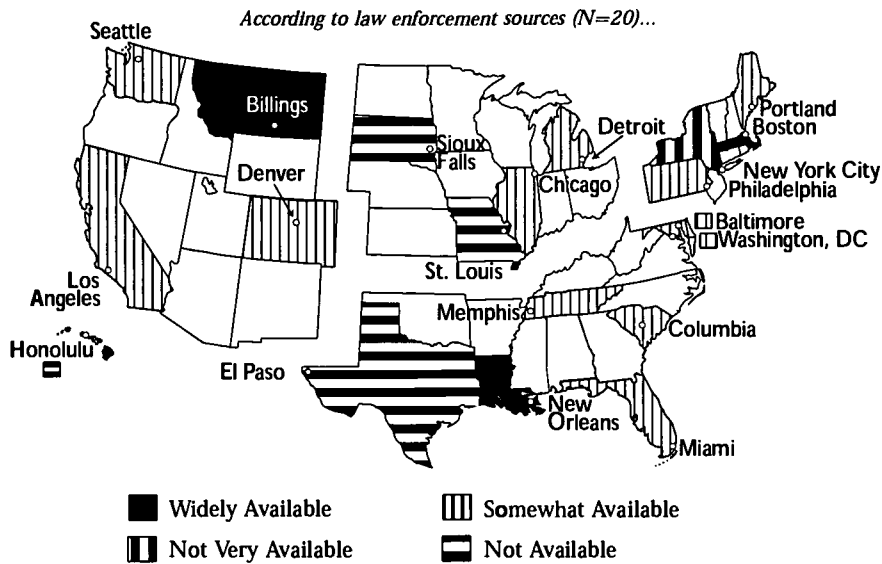 According to law enforcement sources (N=20)...
Seattle
Billings
Denver
Sioux
Falls
Detroit
Chicago
Portland
Boston
New York City
Philadelphia
Baltimore
Washington, DC
St. Louis
Los
Angeles
Memphis
Columbia
Honolulu
El Paso
New
Orleans
Miami
Widely Available
Somewhat Available
Not Very Available
Not Available